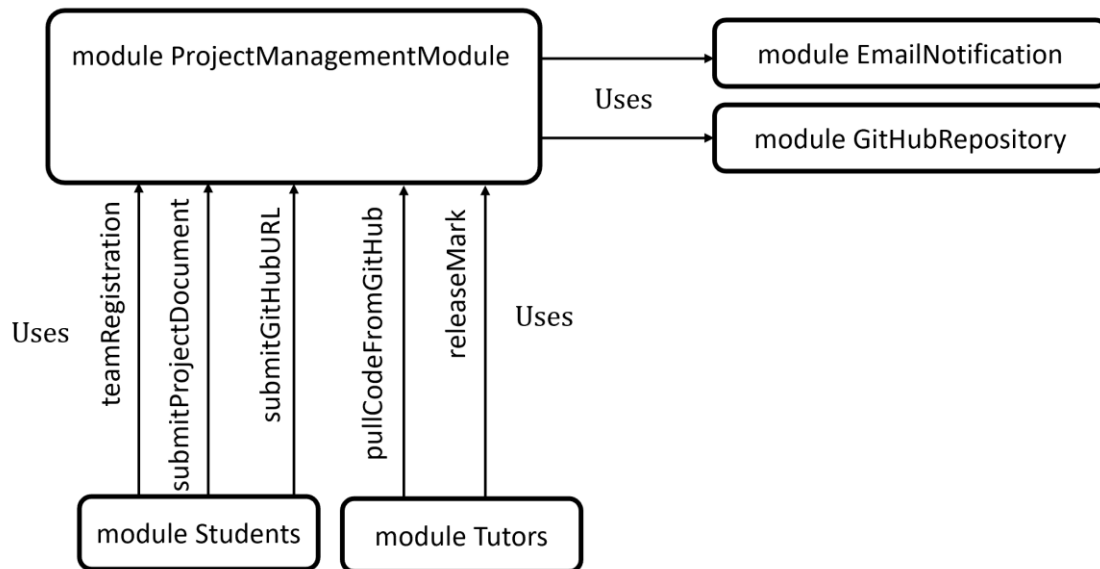 module ProjectManagementModule
module EmailNotification
Uses
module GitHubRepository
Uses
teamRegistration
submitProjectDocument
submitGitHubURL
pullCodeFromGitHub
releaseMark
Uses
module Students
module Tutors